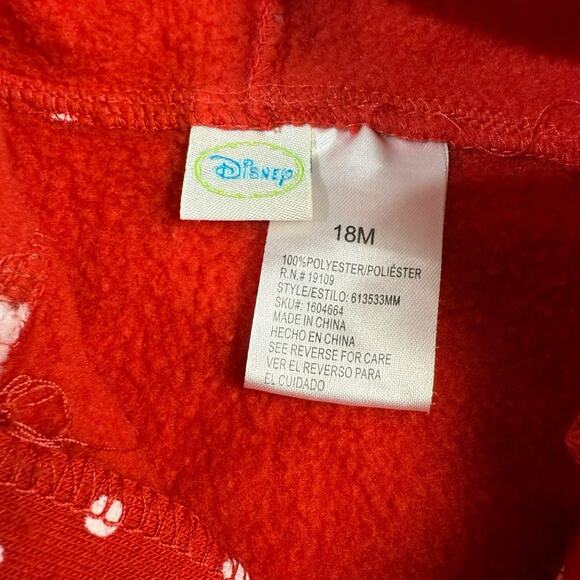 Disney
18M
100%POLYESTER/POLIÉSTER
R.N.# 19109
STYLE/ESTILO: 613533MM
SKU#: 1604664
MADE IN CHINA
HECHO EN CHINA
SEE REVERSE FOR CARE
VER EL REVERSO PARA
EL CUIDADO